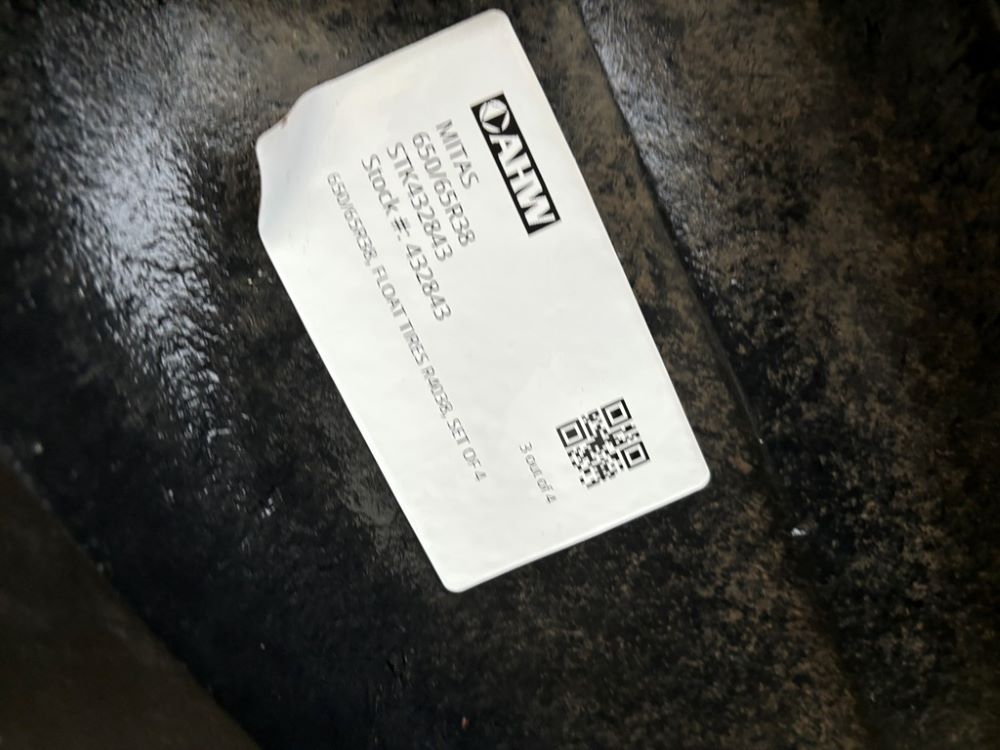 AHW
MITAS
650/65R38
STK432843
Stock #: 432843
650/65R38, FLOAT TIRES R4038, SET OF 4
3 out of 4